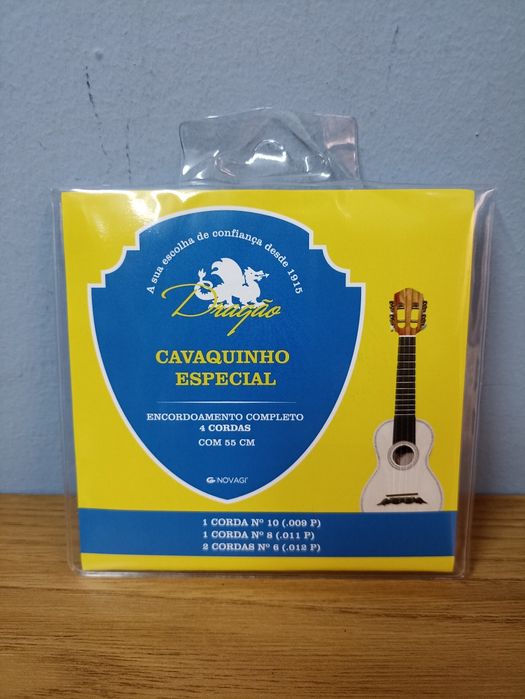 A sua escolha de confiança desde 1915
Dragão
CAVAQUINHO
ESPECIAL
ENCORDOAMENTO COMPLETO
4 CORDAS
COM 55 CM
NOVAGI
1 CORDA Nº 10 (.009 P)
1 CORDA Nº 8 (.011 P)
2 CORDAS Nº 6 (.012 P)